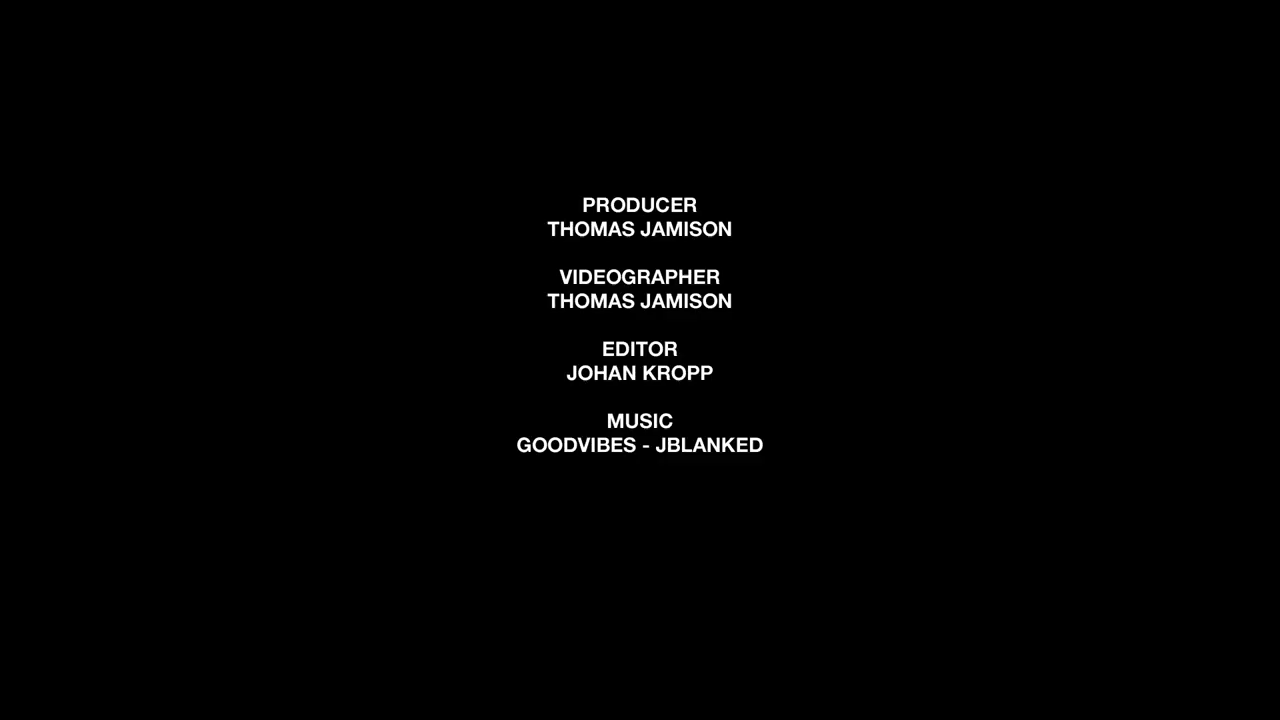 PRODUCER
THOMAS JAMISON
VIDEOGRAPHER
THOMAS JAMISON
EDITOR
JOHAN KROPP
MUSIC
GOODVIBES - JBLANKED